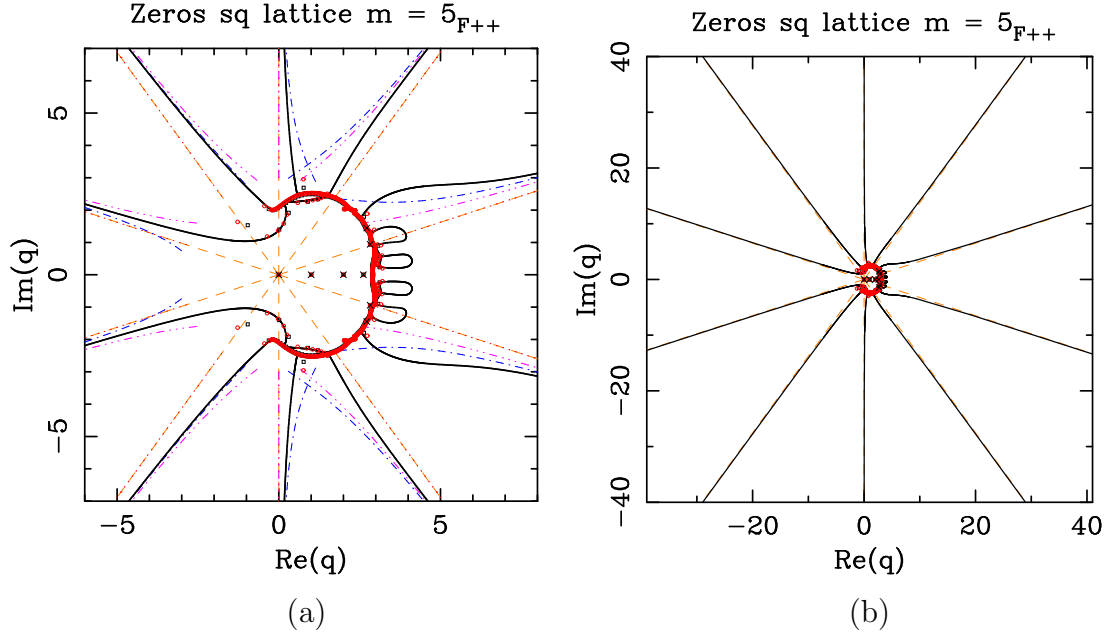 Zeros sq lattice m = 5F++
5
0
−5
Im(q)
−5
0
5
Re(q)
(a)
Zeros sq lattice m = 5F++
40
20
0
−20
−40
Im(q)
−20
0
20
40
Re(q)
(b)